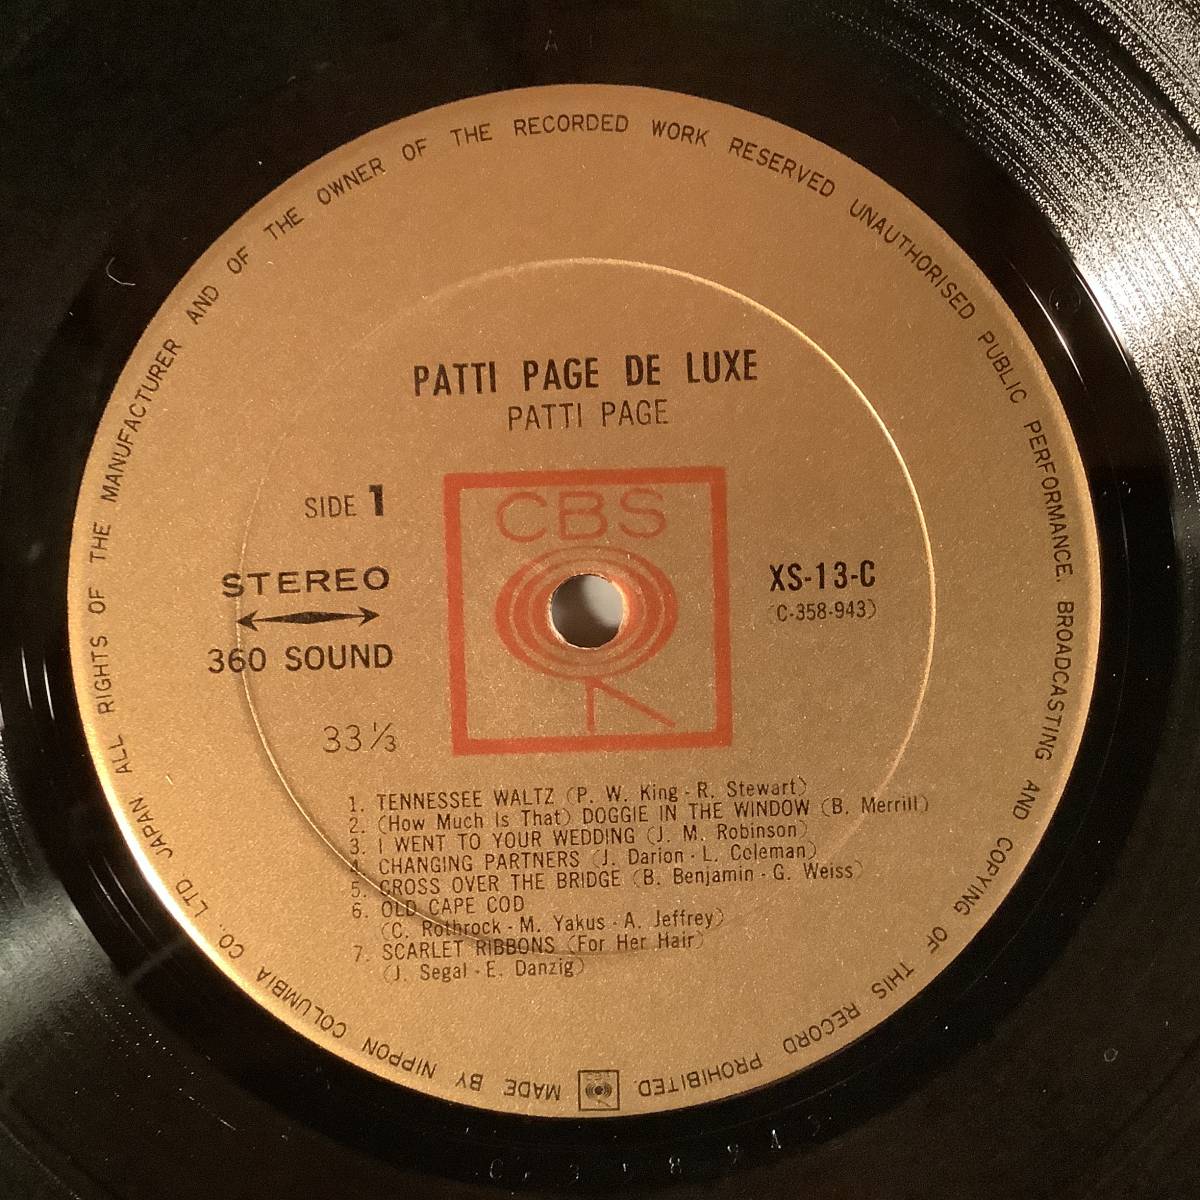 PATTI PAGE DE LUXE
PATTI PAGE
SIDE 1
STEREO
360 SOUND
33 ⅓
CBS
XS-13-C
(C-358-943)
1. TENNESSEE WALTZ (P. W. King - R. Stewart)
2. (How Much Is That) DOGGIE IN THE WINDOW (B. Merrill)
3. I WENT TO YOUR WEDDING (J. M. Robinson)
4. CHANGING PARTNERS (J. Darion - L. Coleman)
5. CROSS OVER THE BRIDGE (B. Benjamin - G. Weiss)
6. OLD CAPE COD
(C. Rothrock - M. Yakus - A. Jeffrey)
7. SCARLET RIBBONS (For Her Hair)
(J. Segal - E. Danzig)
MADE BY NIPPON COLUMBIA CO. LTD. JAPAN ALL RIGHTS OF THE MANUFACTURER AND OF THE OWNER OF THE RECORDED WORK RESERVED UNAUTHORISED PUBLIC PERFORMANCE. BROADCASTING AND COPYING OF THIS RECORD PROHIBITED.